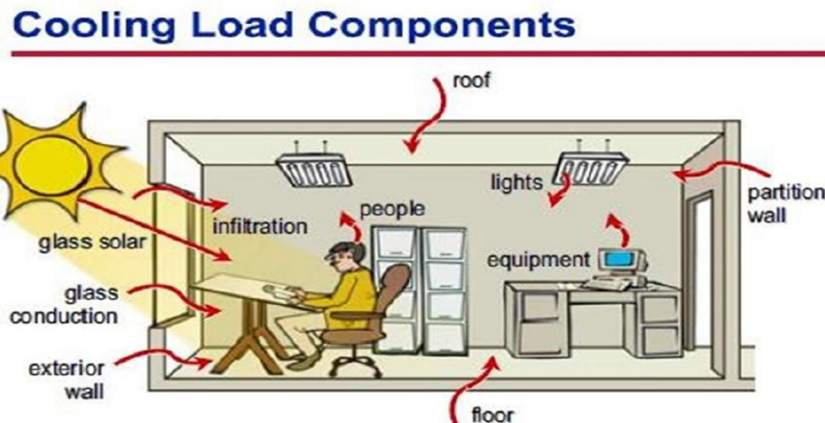 Cooling Load Components
roof
lights
partition
wall
infiltration
people
glass solar
equipment
glass
conduction
exterior
wall
floor